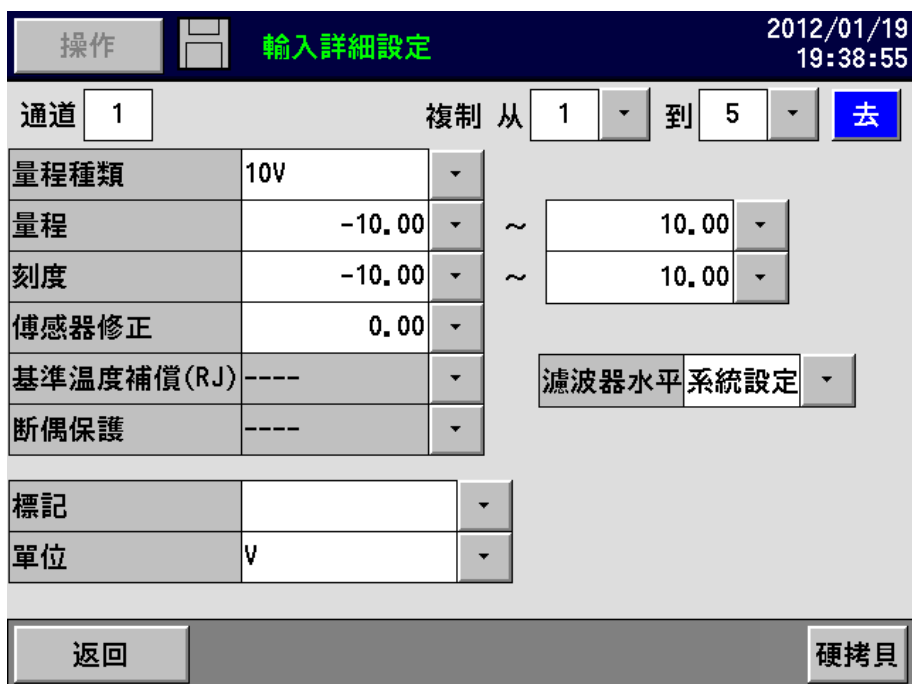 操作 輸入詳細設定 2012/01/19
19:38:55
通道 1 複制 从 1 到 5 去
量程種類 10V
量程 -10.00 ~ 10.00
刻度 -10.00 ~ 10.00
傅感器修正 0.00
基準温度補償(RJ) ---- 濾波器水平 系統設定
断偶保護 ----
標記
單位 V
返回 硬拷貝